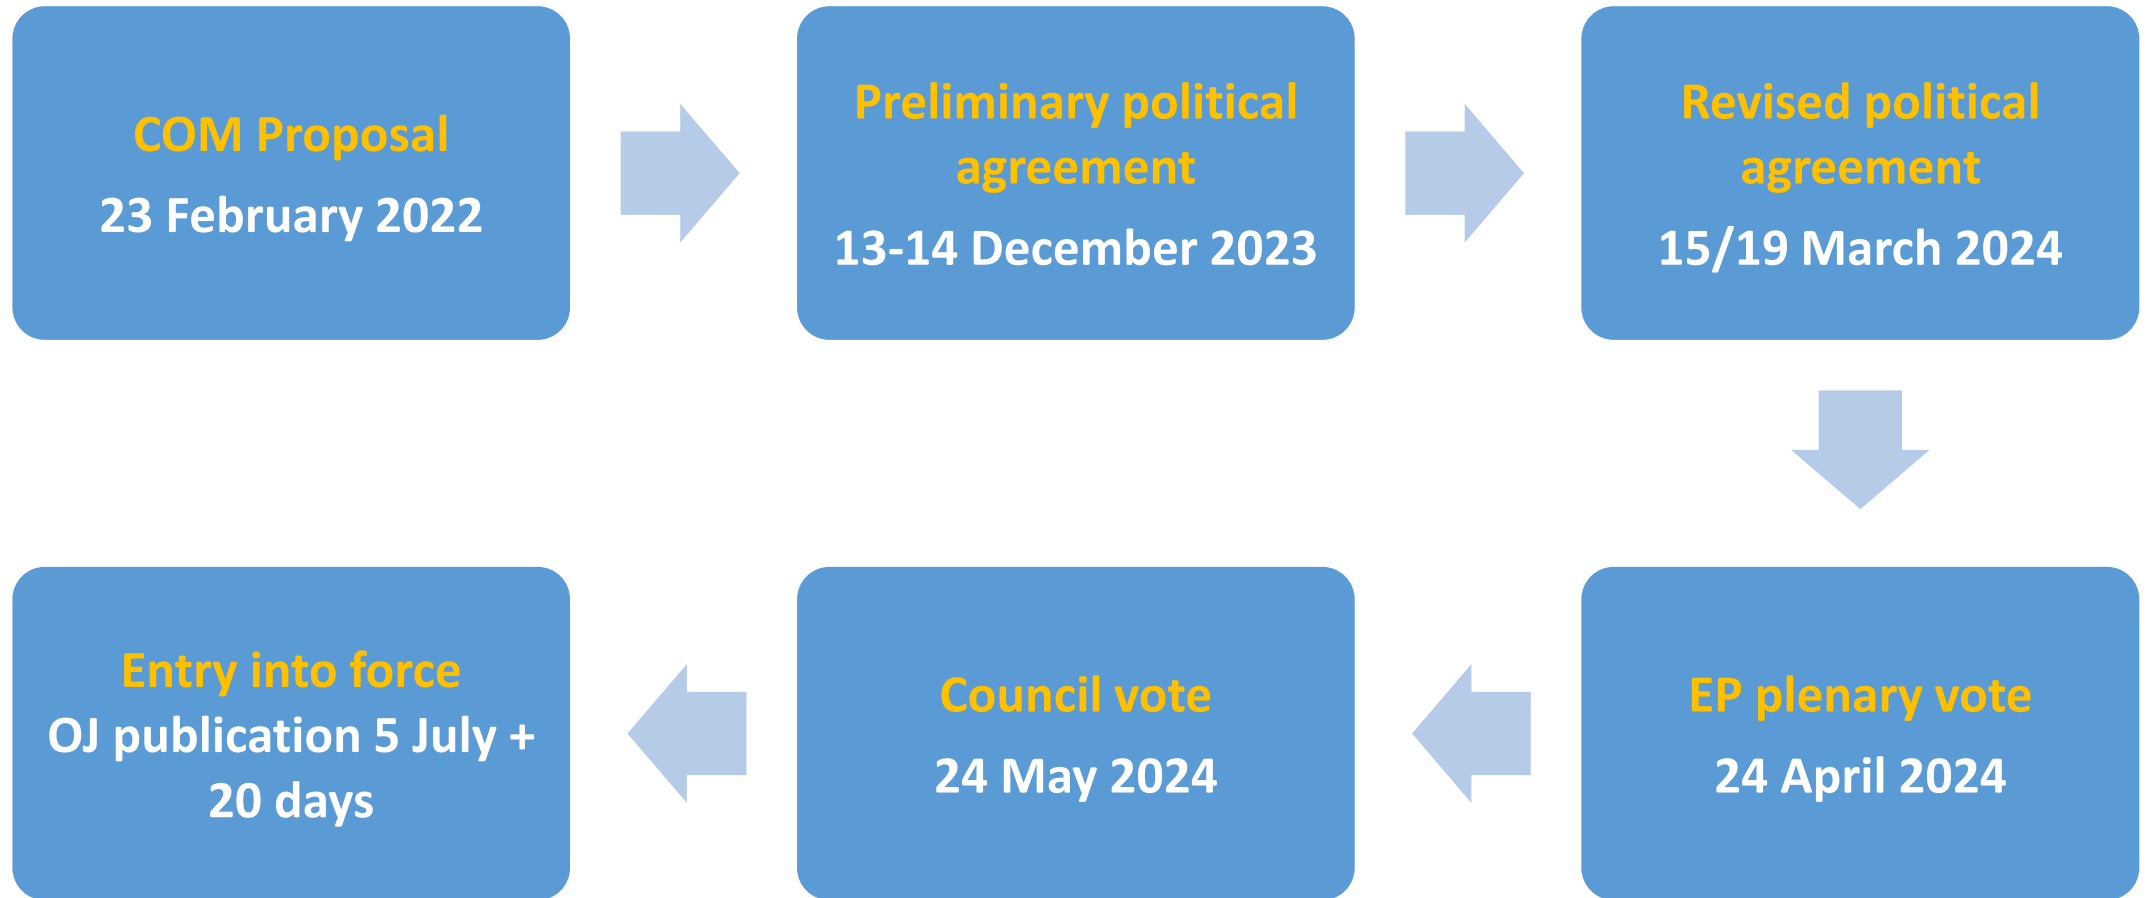 COM Proposal
23 February 2022
Preliminary political
agreement
13-14 December 2023
Revised political
agreement
15/19 March 2024
EP plenary vote
24 April 2024
Council vote
24 May 2024
Entry into force
OJ publication 5 July +
20 days